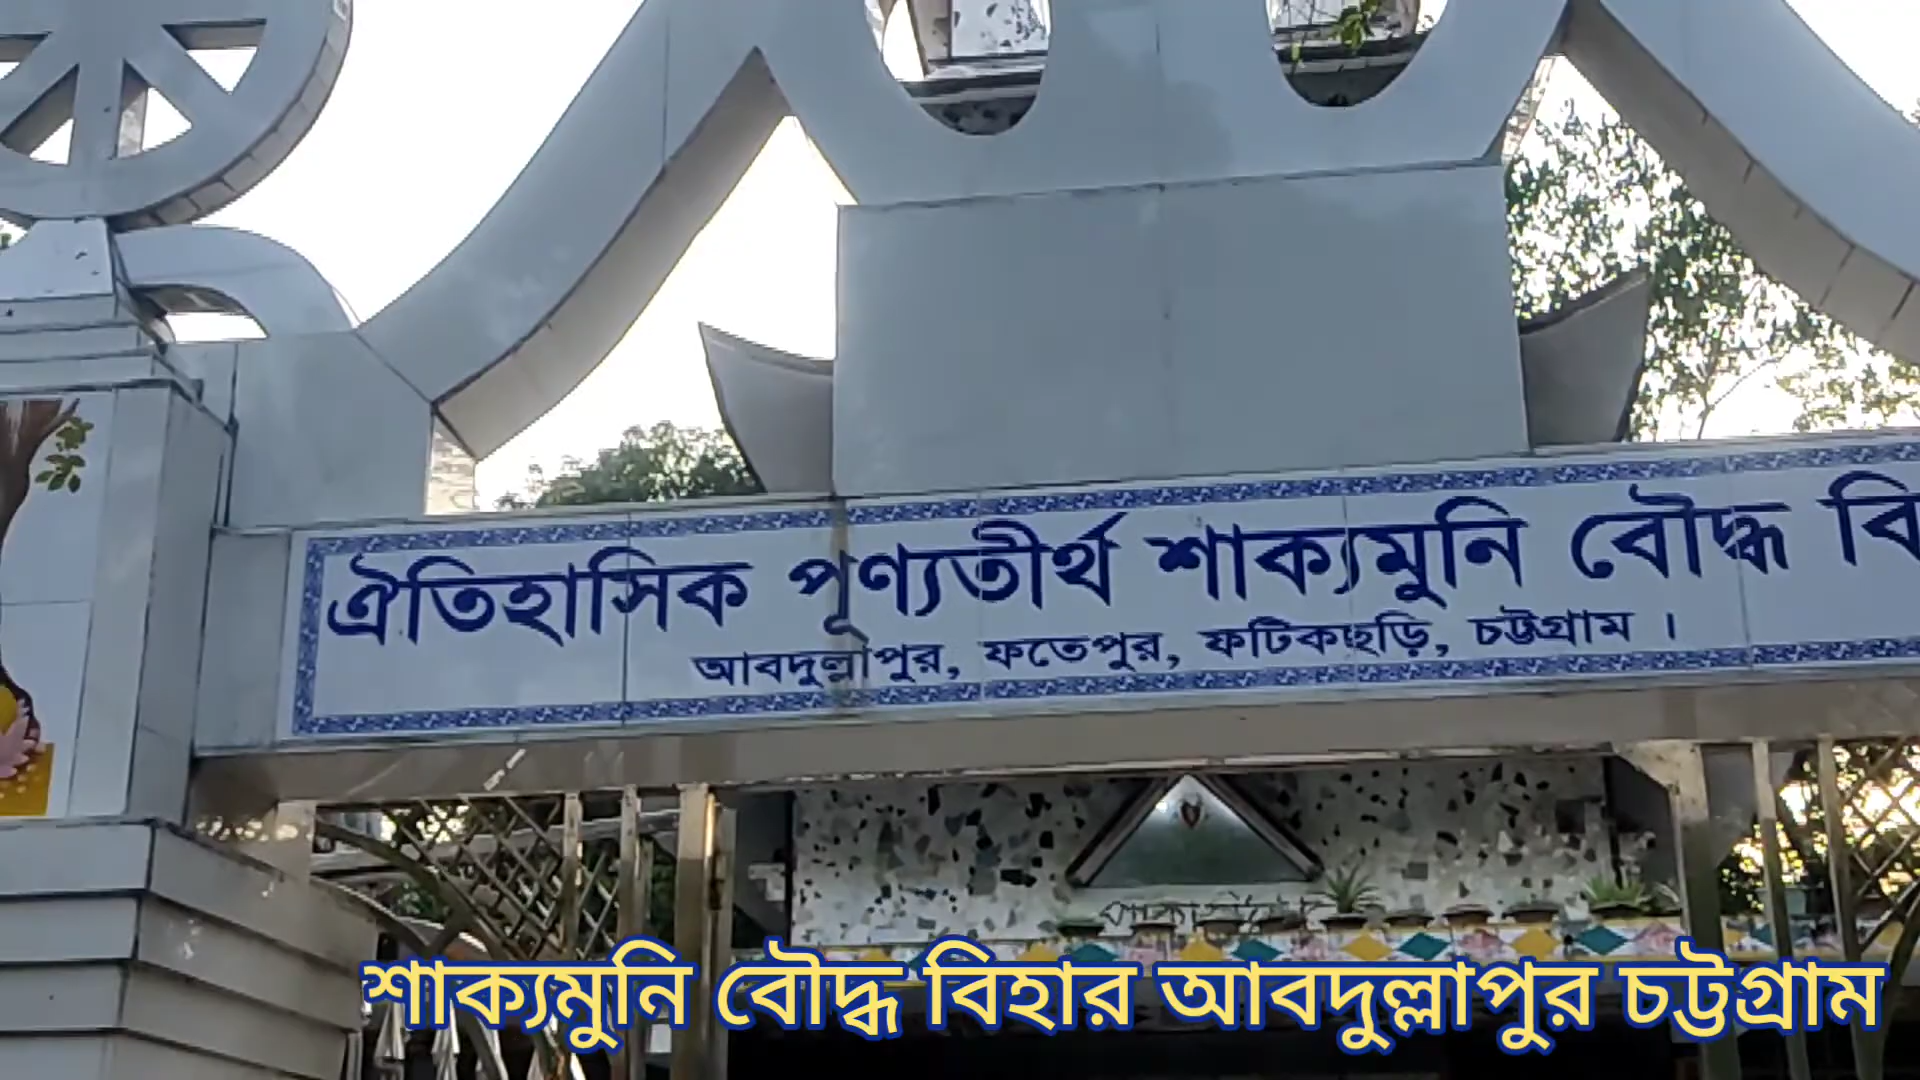 ঐতিহাসিক পূণ্যতীর্থ শাক্যমুনি বৌদ্ধ বি
আবদুল্লাপুর, ফতেপুর, ফটিকছড়ি, চট্টগ্রাম ।
শাক্যমুনি বৌদ্ধ বিহার আবদুল্লাপুর চট্টগ্রাম